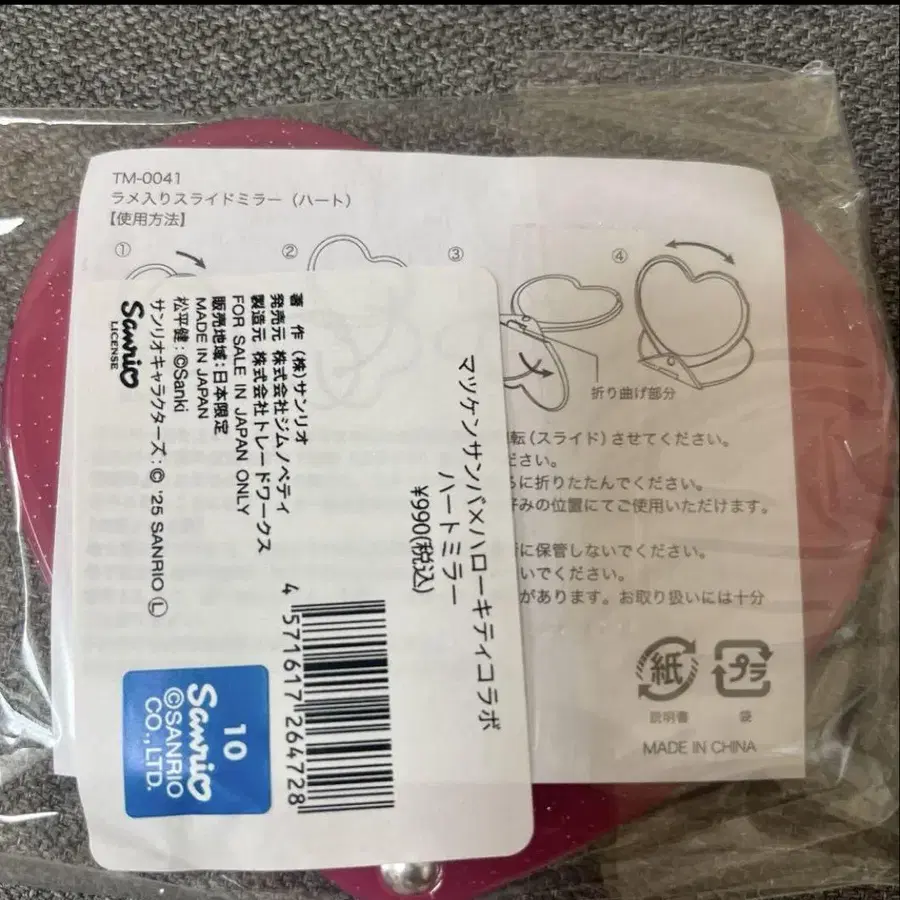 TM-0041
ラメ入りスライドミラー（ハート）
【使用方法】
① ② ③ ④
折り曲げ部分
転（スライド）させてください。
ださい。
に折りたたんでください。
好みの位置にてご使用いただけます。
に保管しないでください。
いでください。
があります。お取り扱いには十分
紙
説明書
プラ
袋
MADE IN CHINA
マツケンサンバ×ハローキティコラボ
ハートミラー
¥990(税込)
著 作 (株)サンリオ
発売元 株式会社ジムノペティ
製造元 株式会社トレードワークス
FOR SALE IN JAPAN ONLY
販売地域：日本限定
MADE IN JAPAN
松平健：©Sanki
サンリオキャラクターズ：© '25 SANRIO Ⓛ
Sanrio
LICENSE
4 571617 264728
10
Sanrio
©SANRIO
CO., LTD.